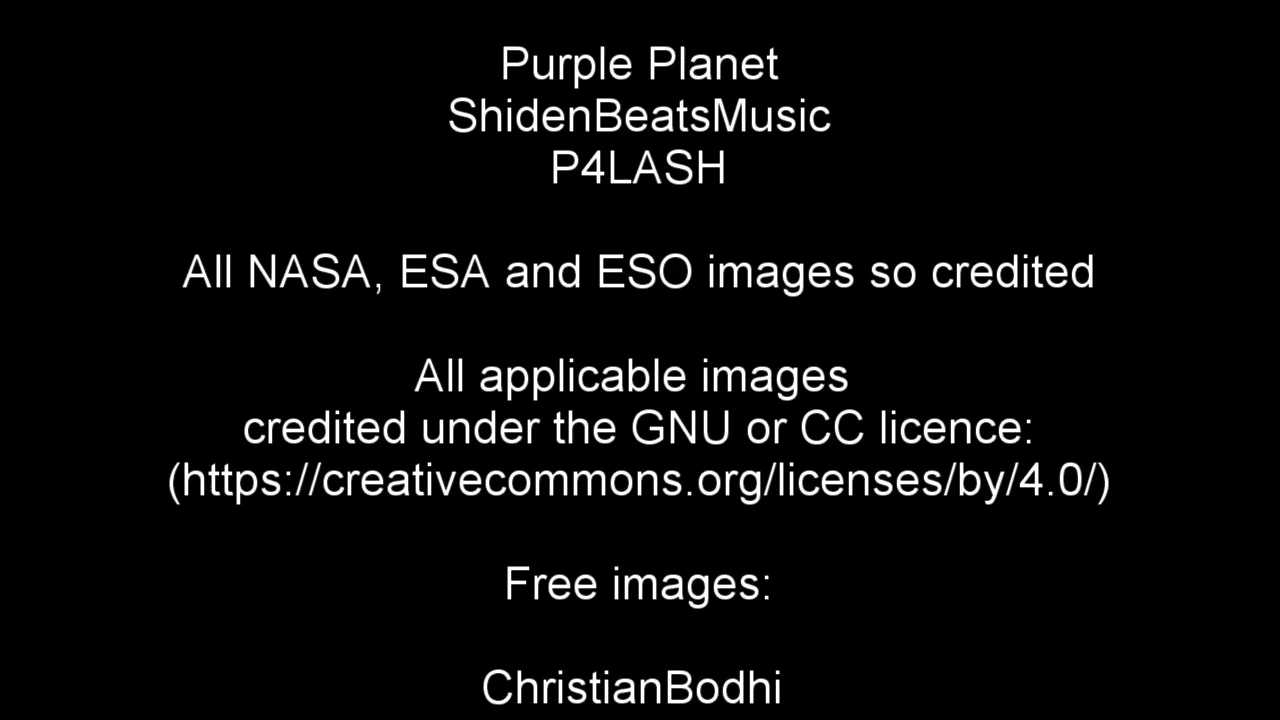 Purple Planet
ShidenBeatsMusic
P4LASH
All NASA, ESA and ESO images so credited
All applicable images
credited under the GNU or CC licence:
(https://creativecommons.org/licenses/by/4.0/)
Free images:
ChristianBodhi